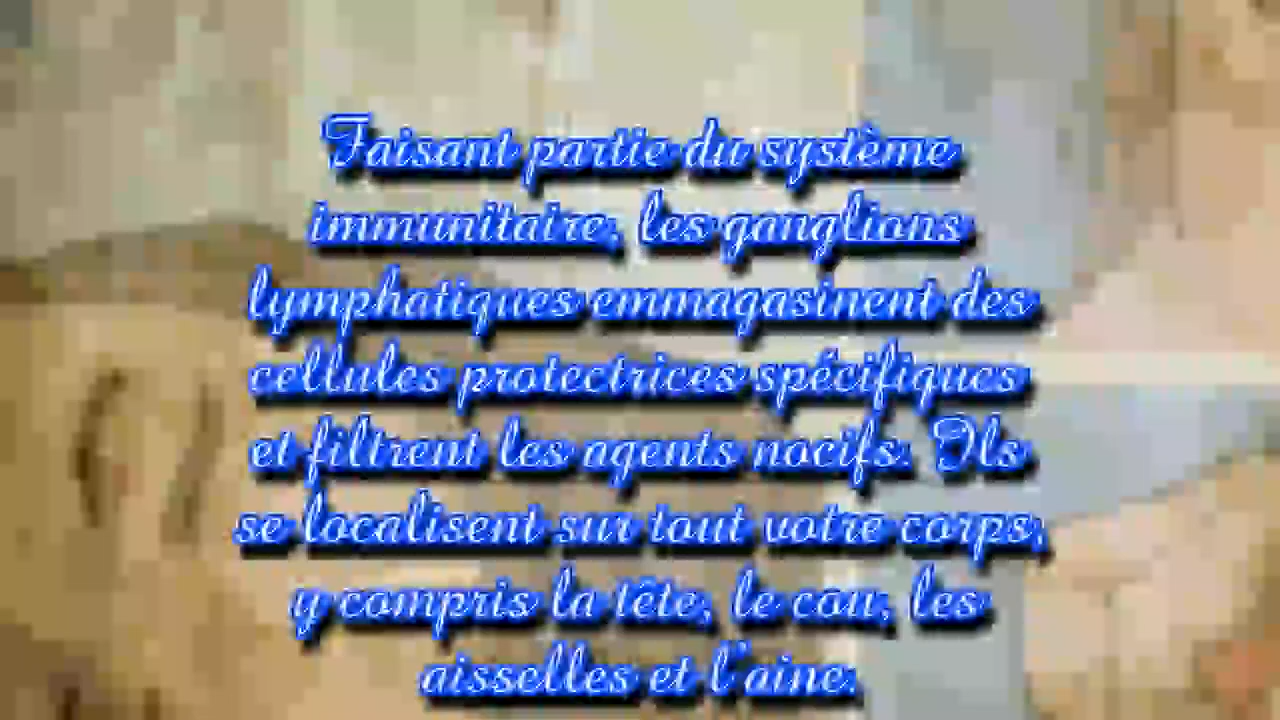 Faisant partie du système
immunitaire, les ganglions
lymphatiques emmagasinent des
cellules protectrices spécifiques
et filtrent les agents nocifs. Ils
se localisent sur tout votre corps,
y compris la tête, le cou, les
aisselles et l'aine.